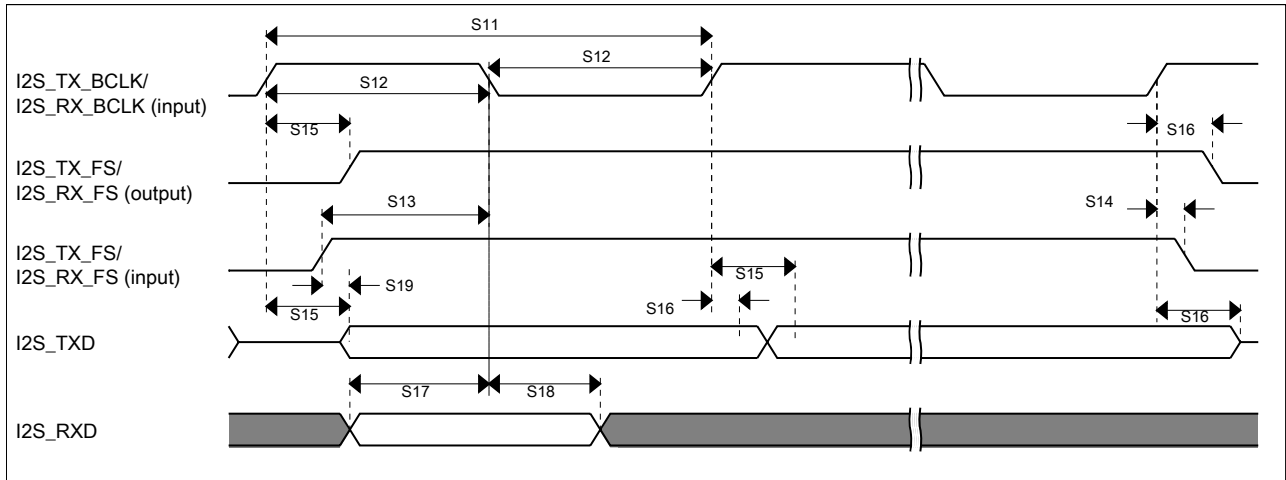 S11
I2S_TX_BCLK/
I2S_RX_BCLK (input)
S12
S12
S15
S16
I2S_TX_FS/
I2S_RX_FS (output)
S13
S14
I2S_TX_FS/
I2S_RX_FS (input)
S15
S19
S16
S15
S16
I2S_TXD
S17
S18
I2S_RXD